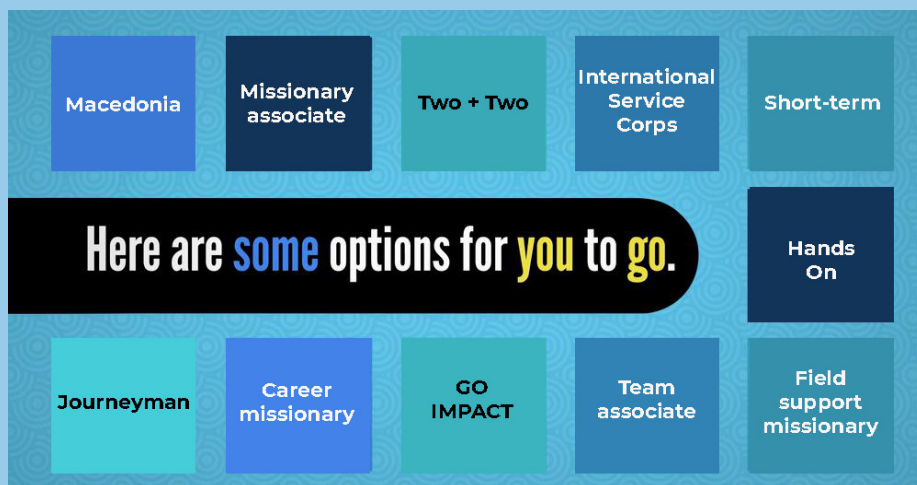 Macedonia
Missionary
associate
Two + Two
International
Service
Corps
Short-term
Here are some options for you to go.
Hands
On
Journeyman
Career
missionary
GO
IMPACT
Team
associate
Field
support
missionary